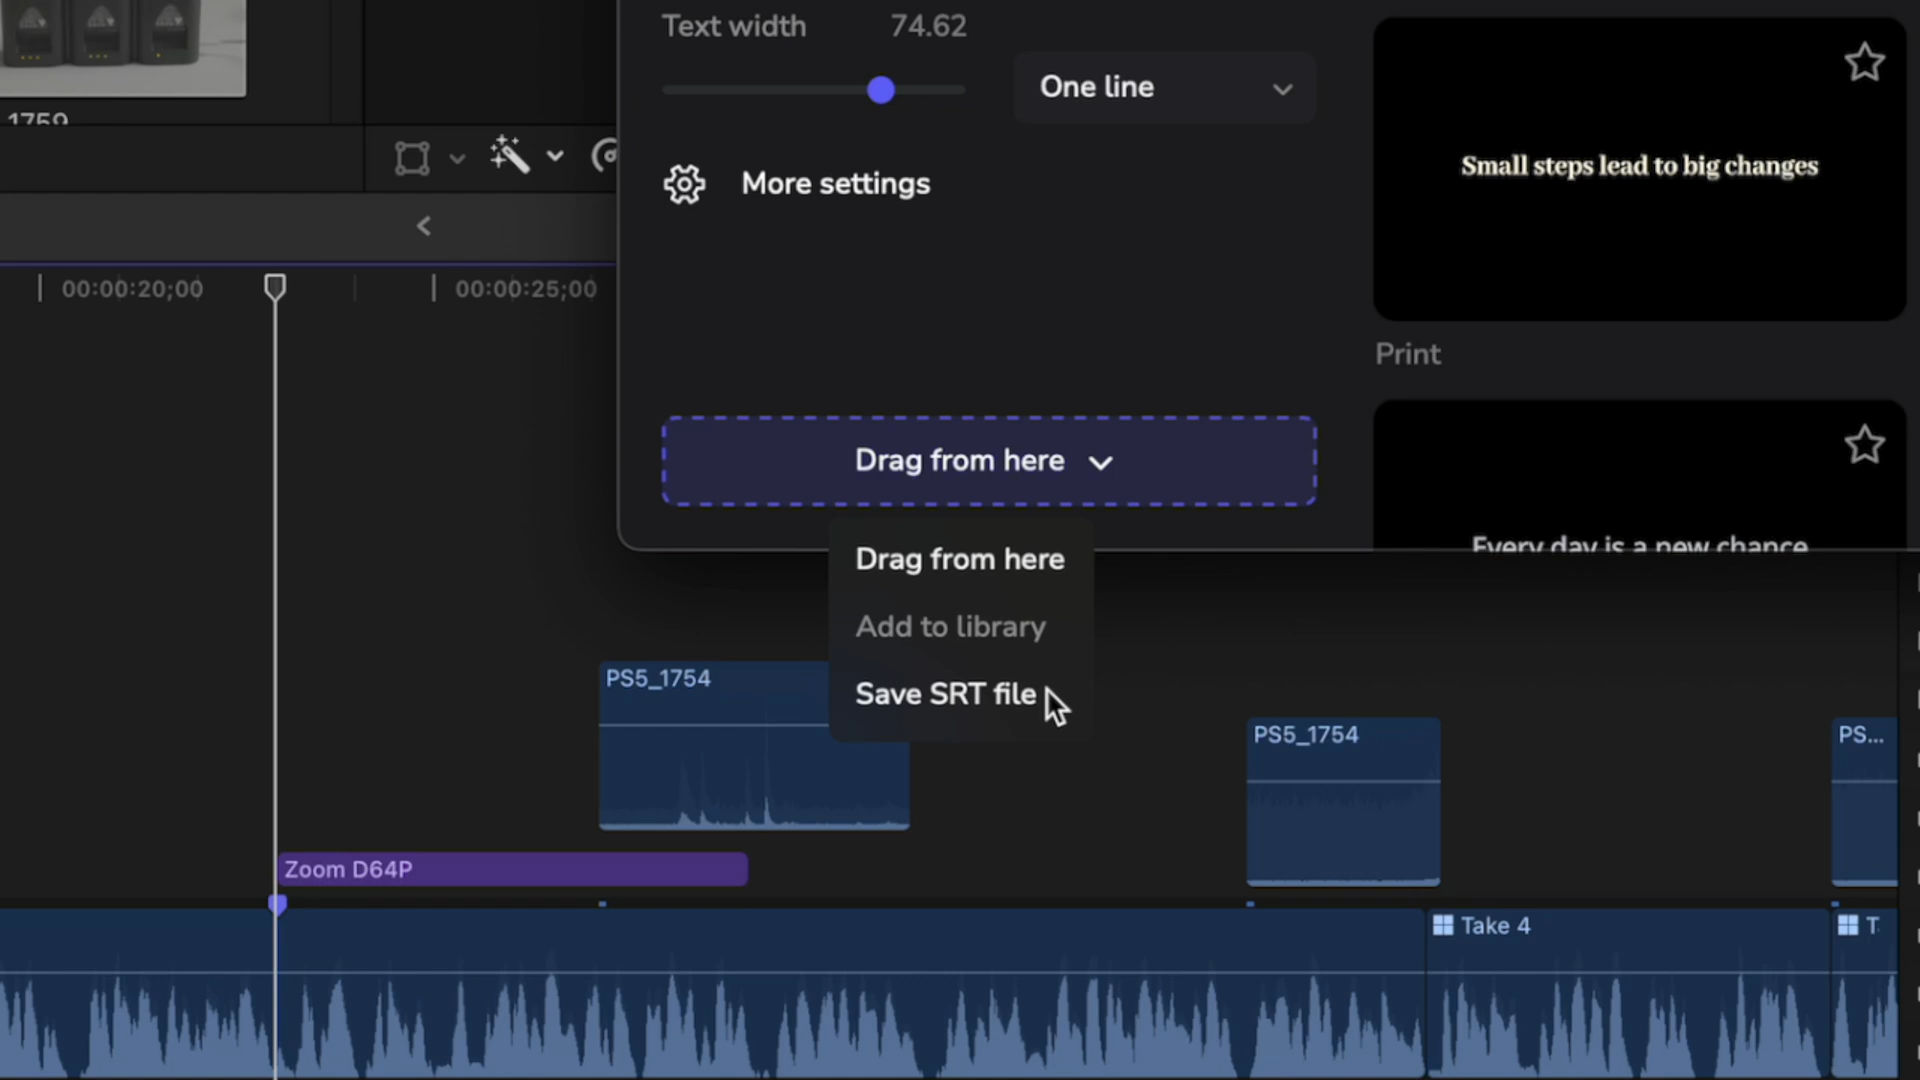 Text width 74.62
One line
More settings
1759
00:00:20;00
00:00:25;00
Small steps lead to big changes
Print
Drag from here
Every day is a new chance
Drag from here
Add to library
Save SRT file
PS5_1754
PS5_1754
PS...
Zoom D64P
Take 4
T